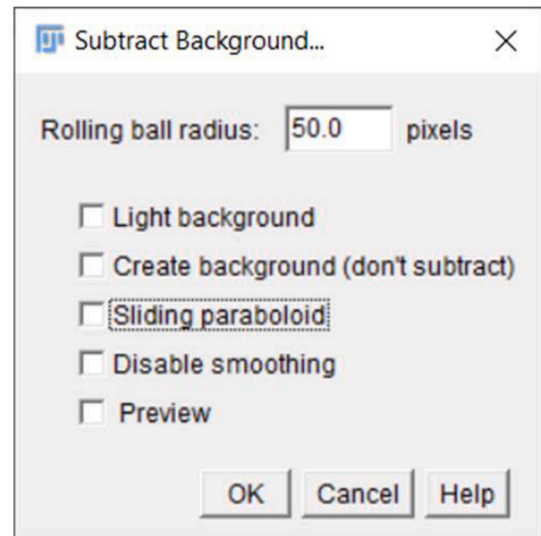 Subtract Background...
Rolling ball radius: 50.0 pixels
Light background
Create background (don't subtract)
Sliding paraboloid
Disable smoothing
Preview
OK Cancel Help